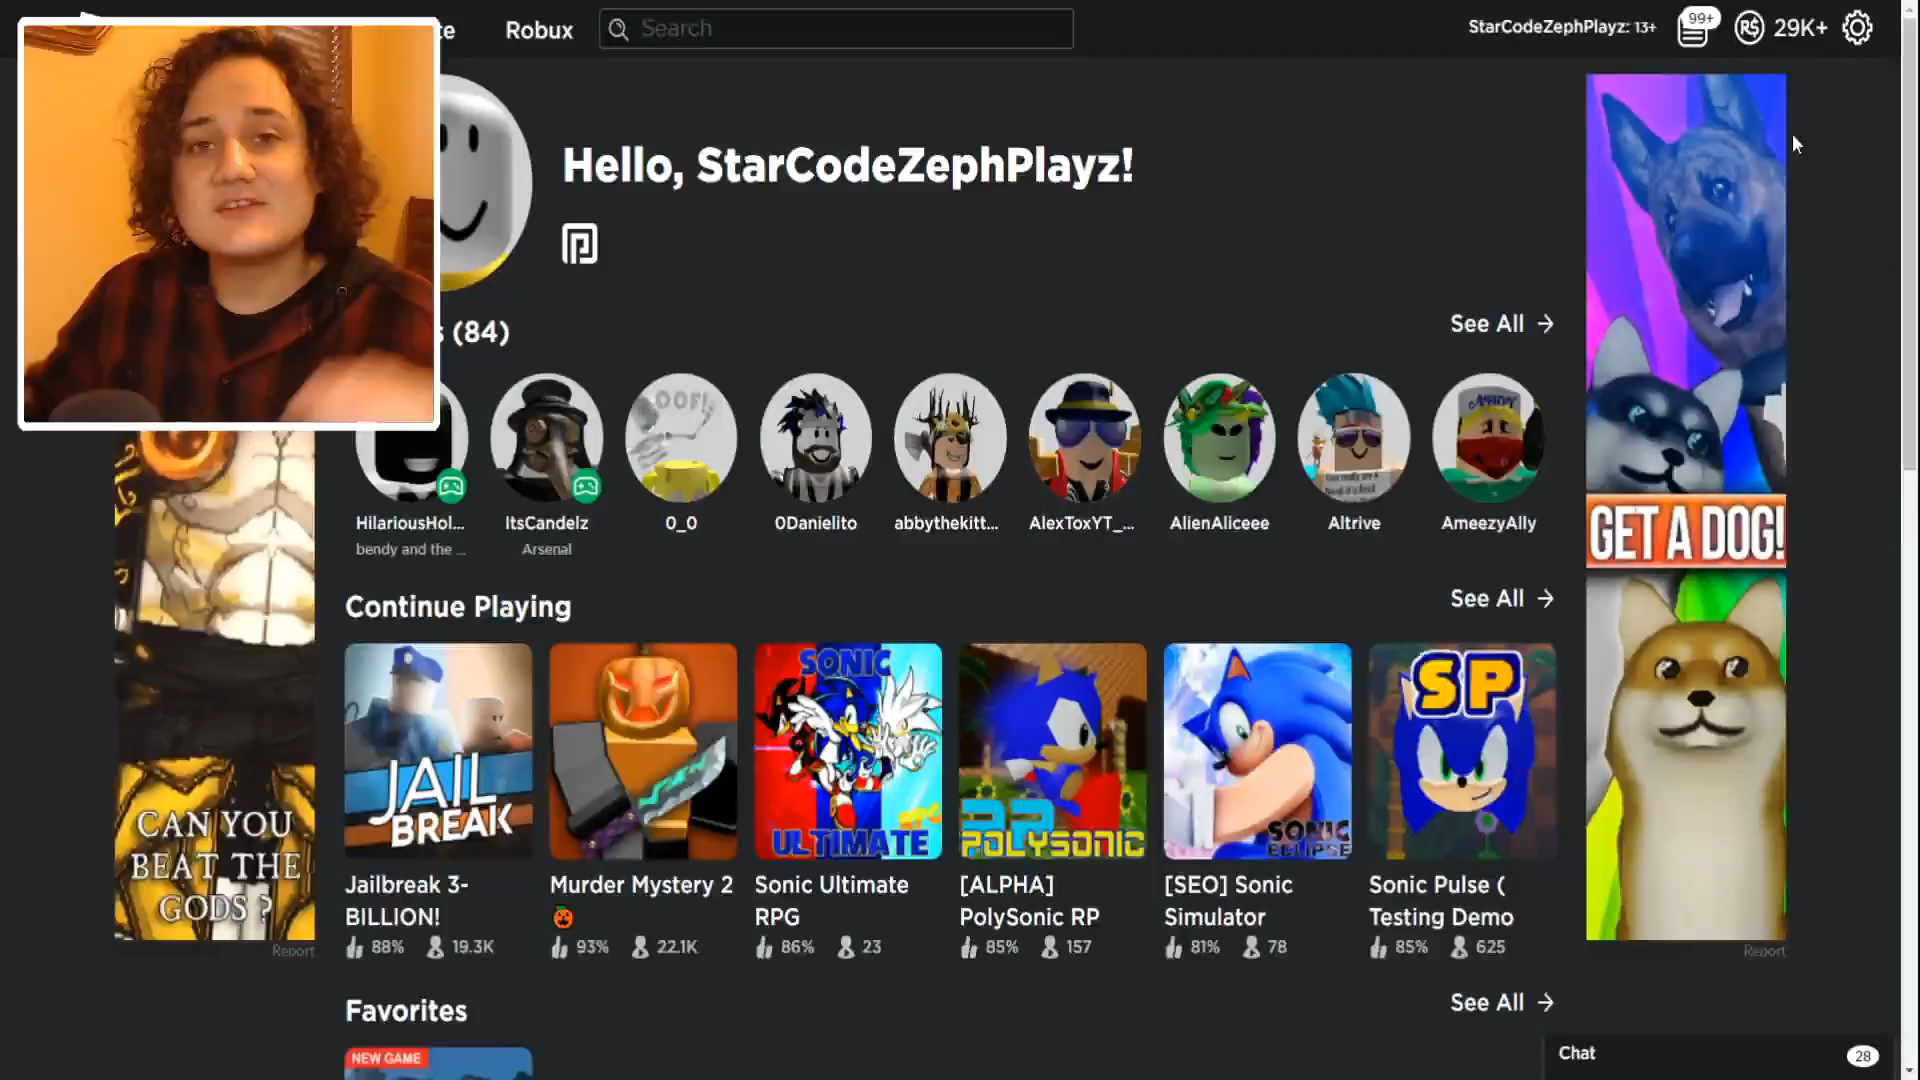 Robux
Search
StarCodeZephPlayz: 13+
99+
29K+
Hello, StarCodeZephPlayz!
(84)
See All
OOF!
HilariousHol...
bendy and the ...
ItsCandelz
Arsenal
0_0
0Danielito
abbythekitt...
AlexToxYT_...
AlienAliceee
Altrive
AmeezyAlly
GET A DOG!
Continue Playing
See All
JAIL
BREAK
SONIC
RPG
ULTIMATE
RP
POLYSONIC
SONIC
ECLIPSE
SP
CAN YOU
BEAT THE
GODS?
Jailbreak 3-
BILLION!
88% 19.3K
Murder Mystery 2
93% 22.1K
Sonic Ultimate
RPG
86% 23
[ALPHA]
PolySonic RP
85% 157
[SEO] Sonic
Simulator
81% 78
Sonic Pulse (
Testing Demo
85% 625
Report
Report
Favorites
See All
NEW GAME
Chat
28